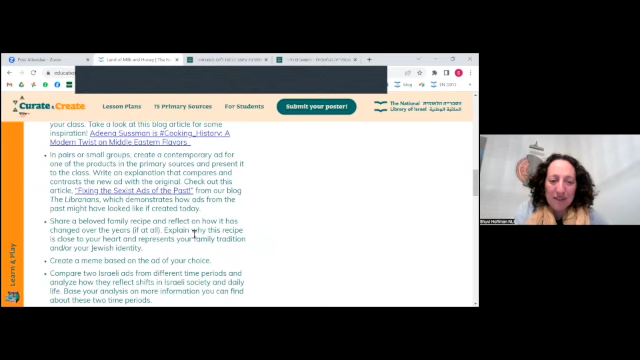 Land of Milk and Honey | The N
educatio
EN 2011
Curate & Create
Lesson Plans
75 Primary Sources
For Students
Submit your poster!
The National Library of Israel
הספרייה הלאומית
your class. Take a look at this blog article for some
inspiration! Adeena Sussman is #Cooking_History: A
Modern Twist on Middle Eastern Flavors
In pairs or small groups, create a contemporary ad for
one of the products in the primary sources and present it
to the class. Write an explanation that compares and
contrasts the new ad with the original. Check out this
article, "Fixing the Sexist Ads of the Past!" from our blog
The Librarians, which demonstrates how ads from the
past might have looked like if created today.
Share a beloved family recipe and reflect on how it has
changed over the years (if at all). Explain why this recipe
is close to your heart and represents your family tradition
and/or your Jewish identity.
Create a meme based on the ad of your choice.
Compare two Israeli ads from different time periods and
analyze how they reflect shifts in Israeli society and daily
life. Base your analysis on more information you can find
about these two time periods.
Learn & Play
Hoffman NLI